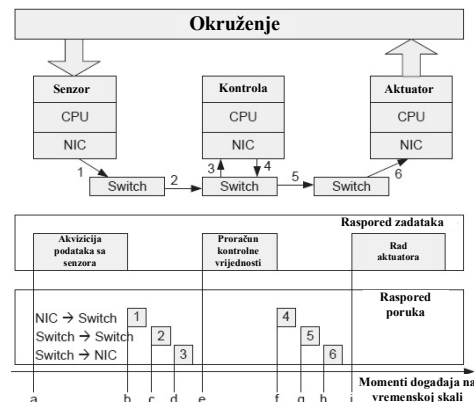 Okruženje
Senzor
CPU
NIC
Kontrola
CPU
NIC
Aktuator
CPU
NIC
1
2
3
4
5
6
Switch
Switch
Switch
Raspored zadataka
Akvizicija
podataka sa
senzora
Proračun
kontrolne
vrijednosti
Rad
aktuatora
Raspored
poruka
NIC → Switch
Switch → Switch
Switch → NIC
1
2
3
4
5
6
Momenti događaja na
vremenskoj skali
a b c d e f g h i